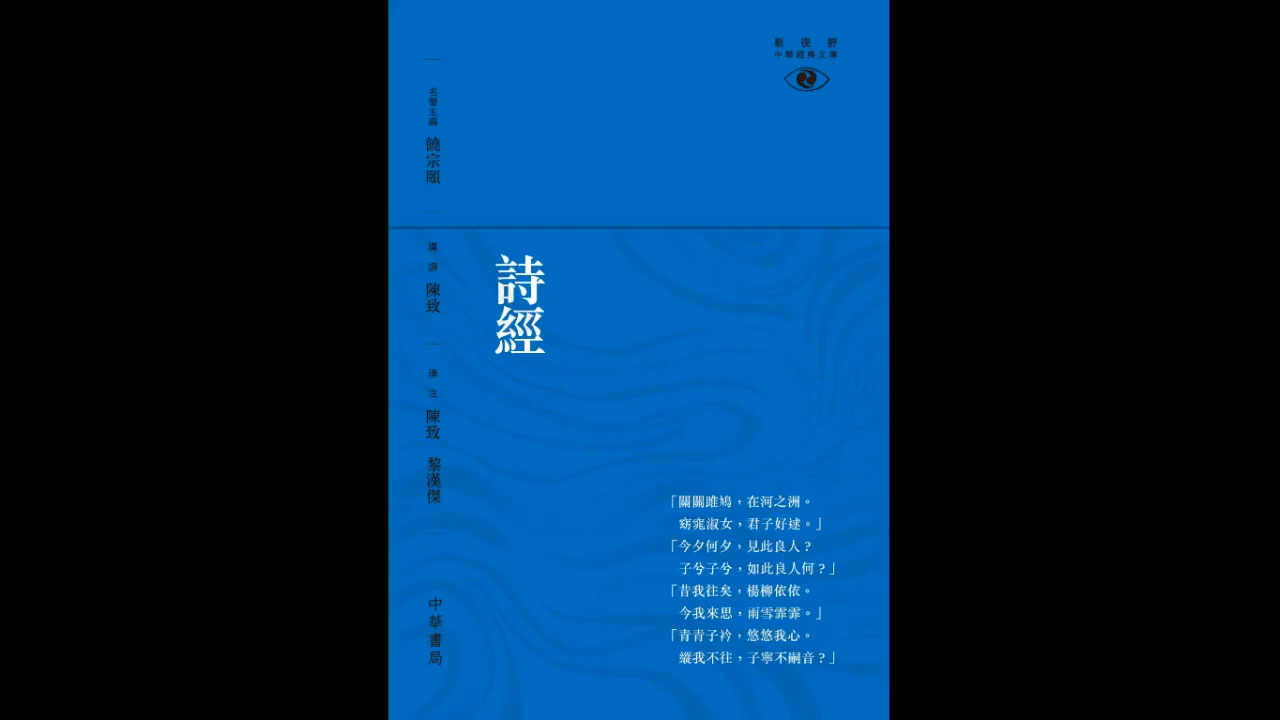 新視野
中華經典文庫
名譽主編 饒宗頤
導讀 陳致
譯注 陳致 黎漢傑
中華書局
詩經
「關關雎鳩，在河之洲。
窈窕淑女，君子好逑。」
「今夕何夕，見此良人？
子兮子兮，如此良人何？」
「昔我往矣，楊柳依依。
今我來思，雨雪霏霏。」
「青青子衿，悠悠我心。
縱我不往，子寧不嗣音？」